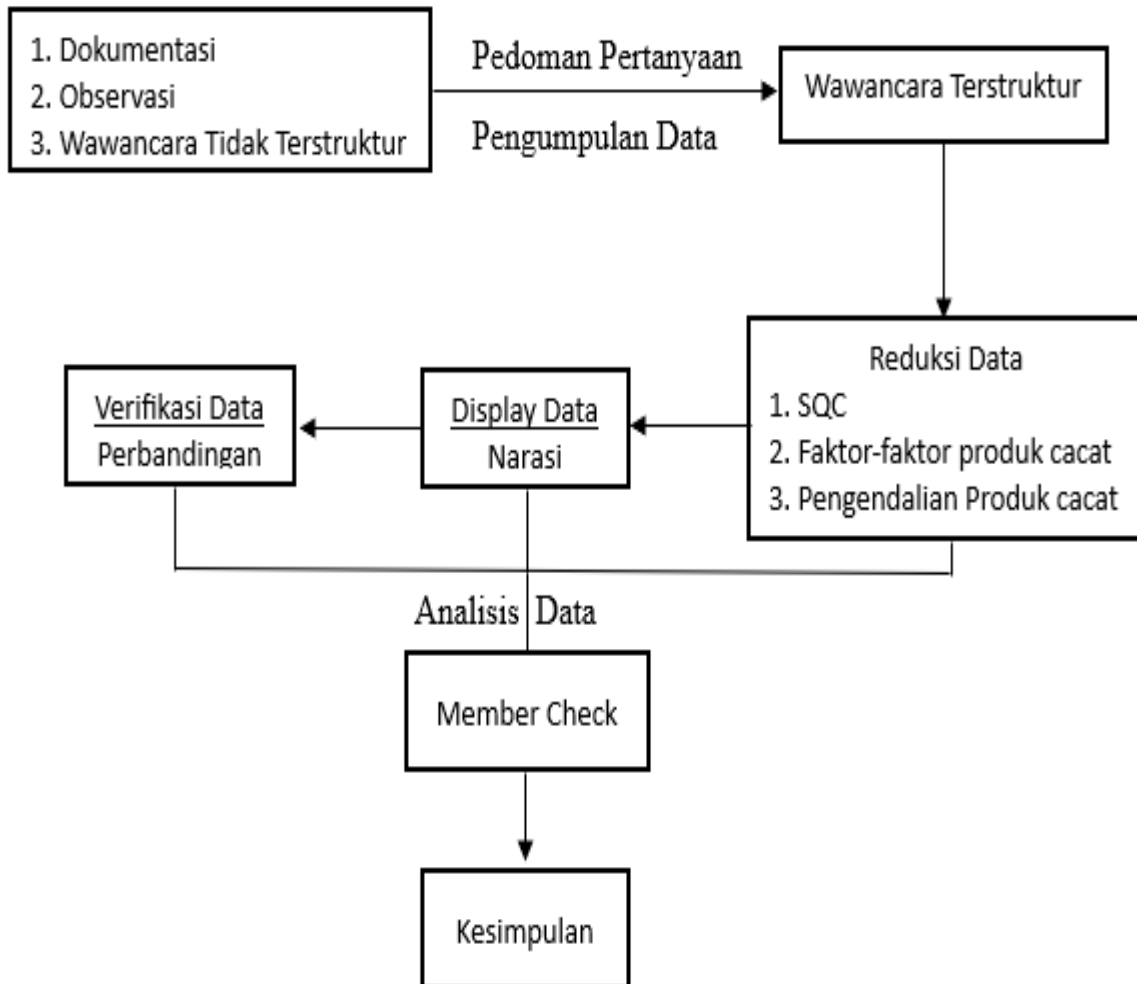 1. Dokumentasi
2. Observasi
3. Wawancara Tidak Terstruktur
Pedoman Pertanyaan
Pengumpulan Data
Wawancara Terstruktur
Reduksi Data
1. SQC
2. Faktor-faktor produk cacat
3. Pengendalian Produk cacat
Display Data
Narasi
Verifikasi Data
Perbandingan
Analisis Data
Member Check
Kesimpulan